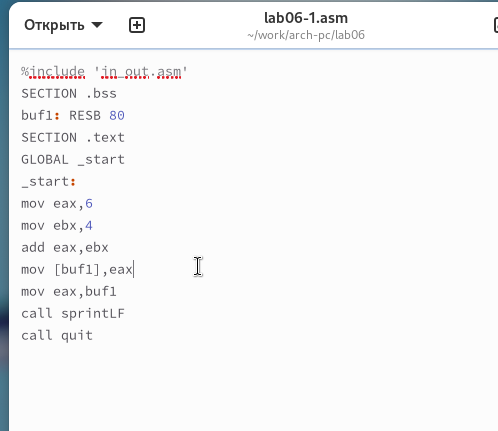 Открыть
lab06-1.asm
~/work/arch-pc/lab06
%include 'in_out.asm'
SECTION .bss
buf1: RESB 80
SECTION .text
GLOBAL _start
_start:
mov eax,6
mov ebx,4
add eax,ebx
mov [buf1],eax
mov eax,buf1
call sprintLF
call quit